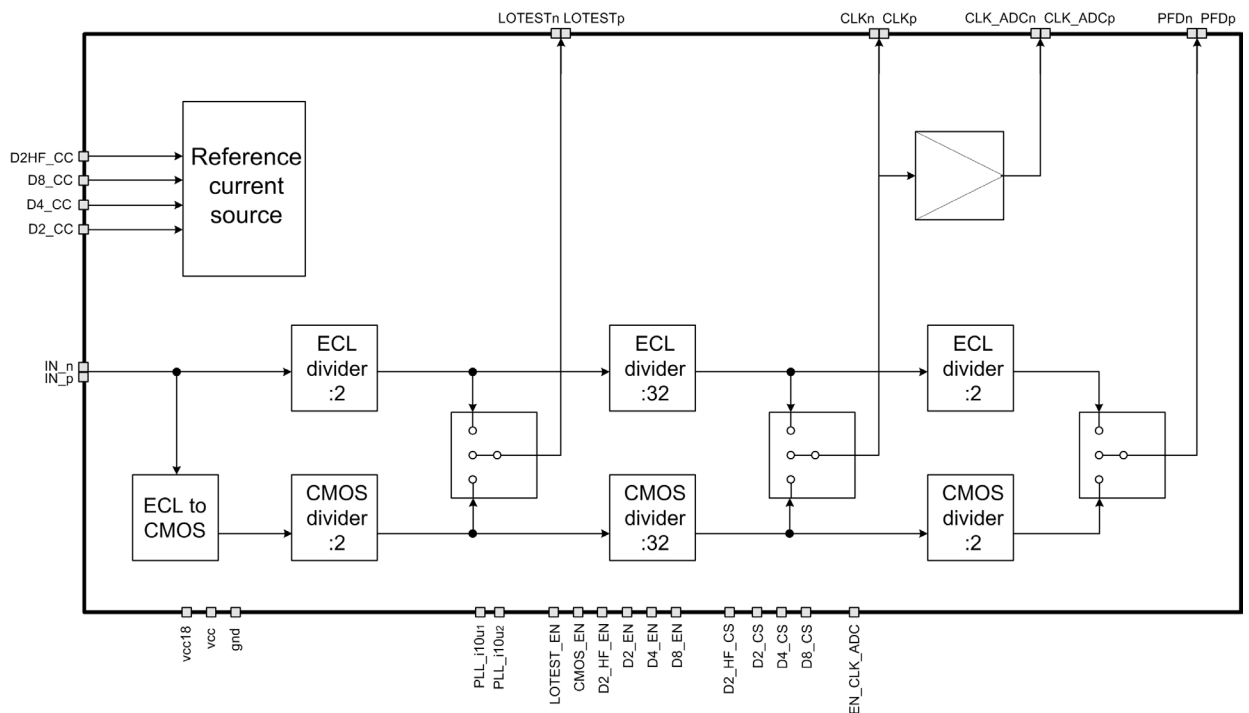 LOTESTn LOTESTp
CLKn CLKp
CLK_ADCn CLK_ADCp
PFDn PFDp
D2HF_CC
D8_CC
D4_CC
D2_CC
Reference
current
source
IN_n
IN_p
ECL
divider
:2
ECL
divider
:32
ECL
divider
:2
ECL to
CMOS
CMOS
divider
:2
CMOS
divider
:32
CMOS
divider
:2
vcc18
vcc
gnd
PLL_i10u1
PLL_i10u2
LOTEST_EN
CMOS_EN
D2_HF_EN
D2_EN
D4_EN
D8_EN
D2_HF_CS
D2_CS
D4_CS
D8_CS
EN_CLK_ADC